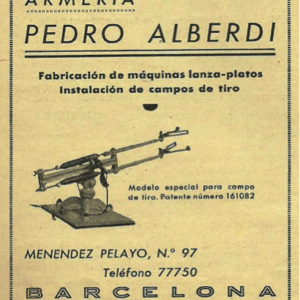 ARMERIA
PEDRO ALBERDI
Fabricación de máquinas lanza-platos
Instalación de campos de tiro
Modelo especial para campo
de tiro. Patente número 161082
MENENDEZ PELAYO, N.º 97
Teléfono 77750
BARCELONA